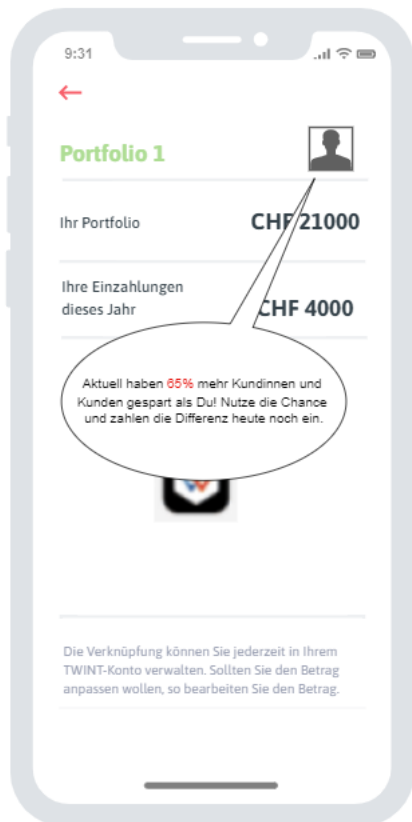 9:31
Portfolio 1
Ihr Portfolio CHF 21000
Ihre Einzahlungen
dieses Jahr CHF 4000
Aktuell haben 65% mehr Kundinnen und
Kunden gespart als Du! Nutze die Chance
und zahlen die Differenz heute noch ein.
Die Verknüpfung können Sie jederzeit in Ihrem
TWINT-Konto verwalten. Sollten Sie den Betrag
anpassen wollen, so bearbeiten Sie den Betrag.